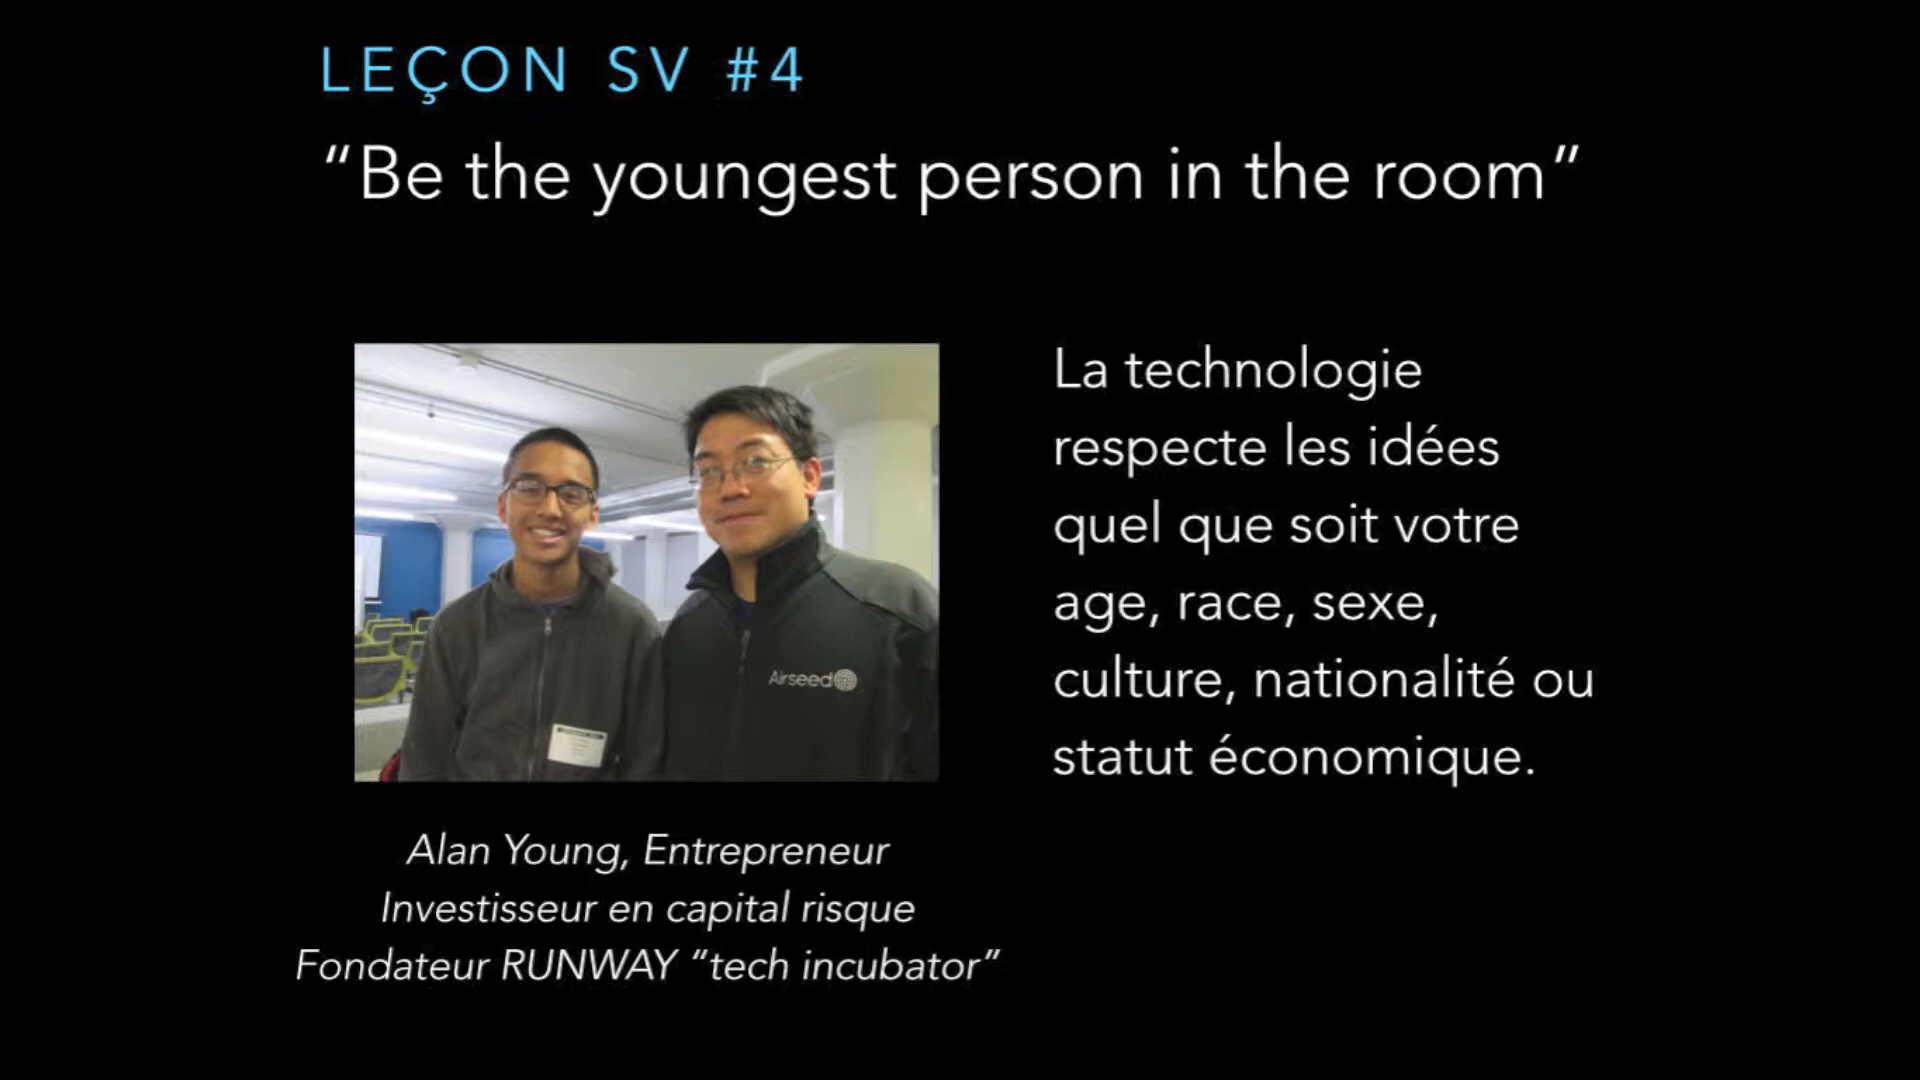 LEÇON SV #4
“Be the youngest person in the room”
La technologie
respecte les idées
quel que soit votre
age, race, sexe,
culture, nationalité ou
statut économique.
Airseed
Alan Young, Entrepreneur
Investisseur en capital risque
Fondateur RUNWAY “tech incubator”